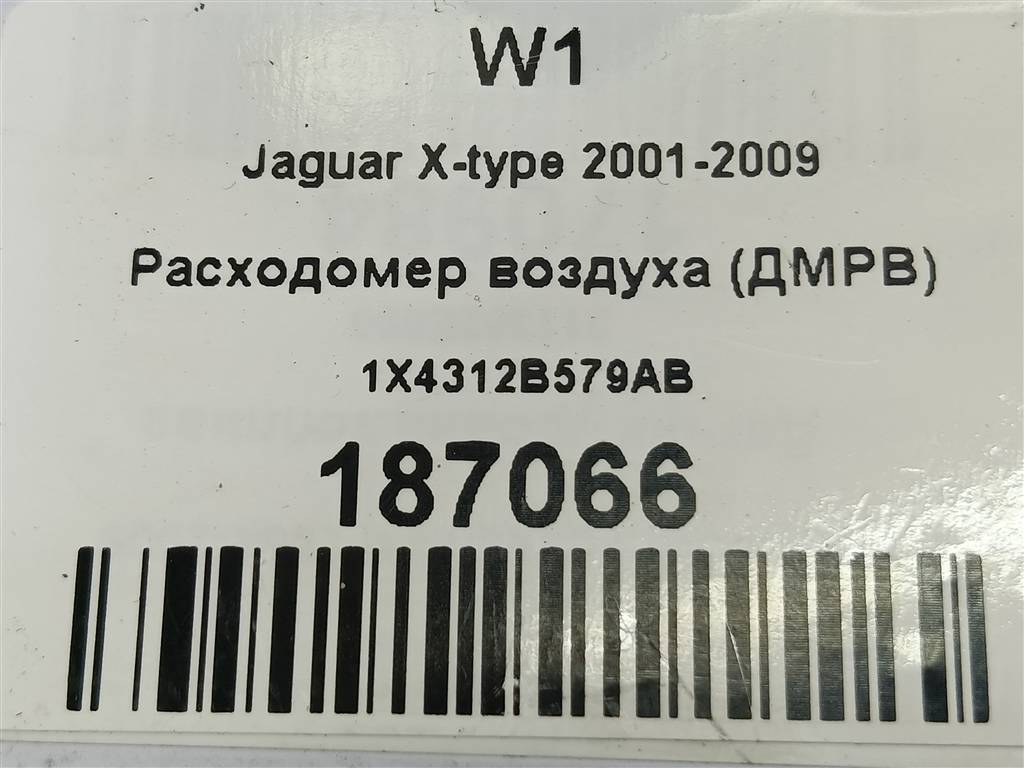 W1
Jaguar X-type 2001-2009
Расходомер воздуха (ДМРВ)
1X4312B579AB
187066